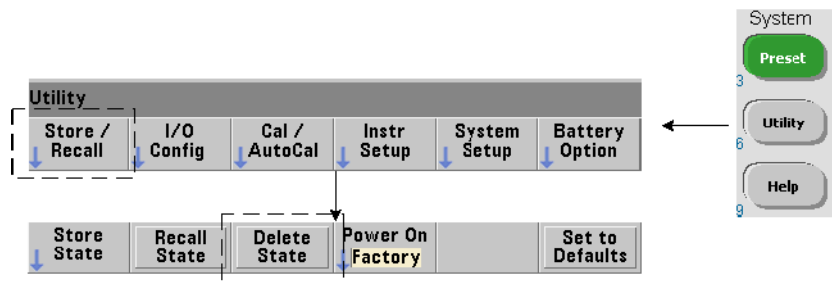 System
Preset
3
Utility
Store / Recall
I/O Config
Cal / AutoCal
Instr Setup
System Setup
Battery Option
Utility
6
Help
9
Store State
Recall State
Delete State
Power On Factory
Set to Defaults